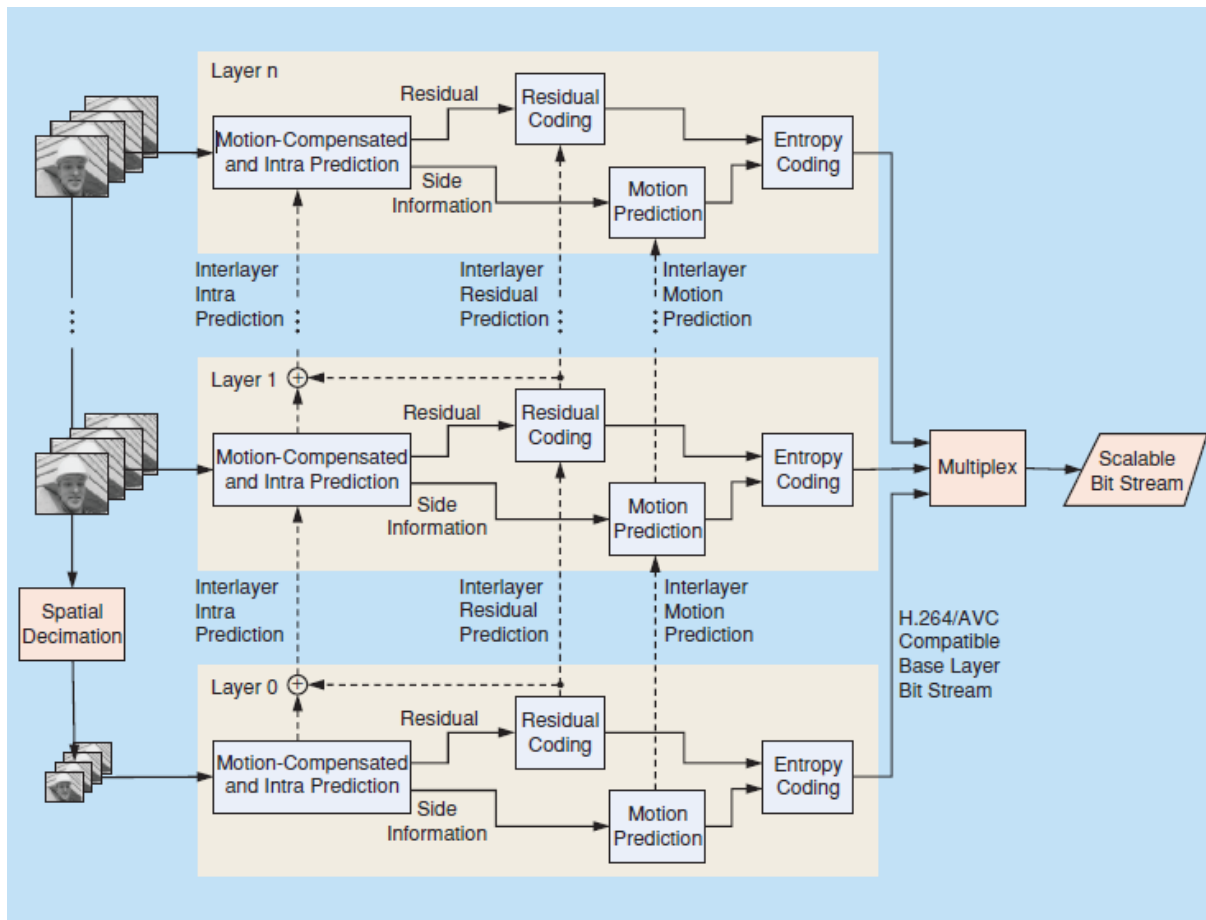 Layer n
Residual
Residual
Coding
Motion-Compensated
and Intra Prediction
Entropy
Coding
Side
Information
Motion
Prediction
Interlayer
Intra
Prediction
Interlayer
Residual
Prediction
Interlayer
Motion
Prediction
Layer 1
Residual
Residual
Coding
Motion-Compensated
and Intra Prediction
Entropy
Coding
Multiplex
Scalable
Bit Stream
Side
Information
Motion
Prediction
Spatial
Decimation
Interlayer
Intra
Prediction
Interlayer
Residual
Prediction
Interlayer
Motion
Prediction
H.264/AVC
Compatible
Base Layer
Bit Stream
Layer 0
Residual
Residual
Coding
Motion-Compensated
and Intra Prediction
Entropy
Coding
Side
Information
Motion
Prediction